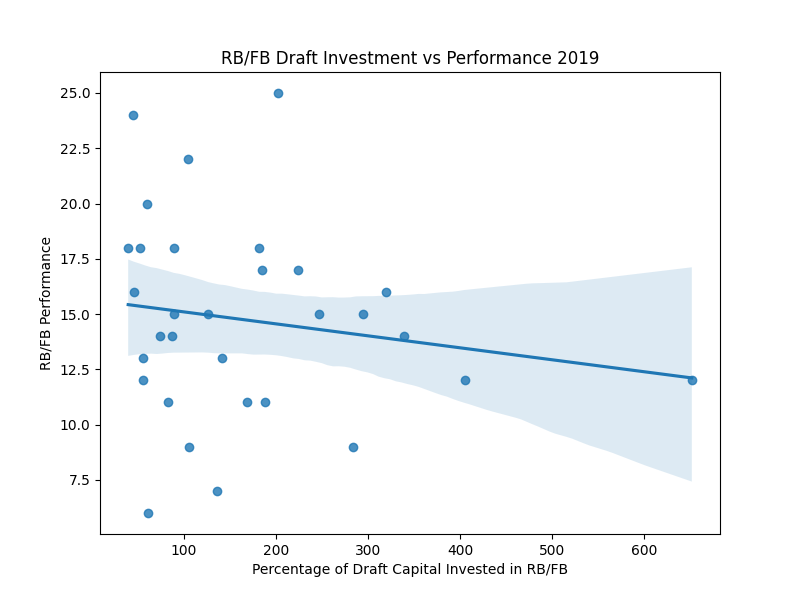 RB/FB Draft Investment vs Performance 2019
25.0
22.5
20.0
17.5
15.0
12.5
10.0
7.5
RB/FB Performance
100 200 300 400 500 600
Percentage of Draft Capital Invested in RB/FB